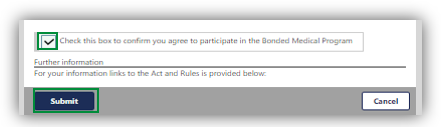 Check this box to confirm you agree to participate in the Bonded Medical Program
Further information
For your information links to the Act and Rules is provided below:
Submit
Cancel